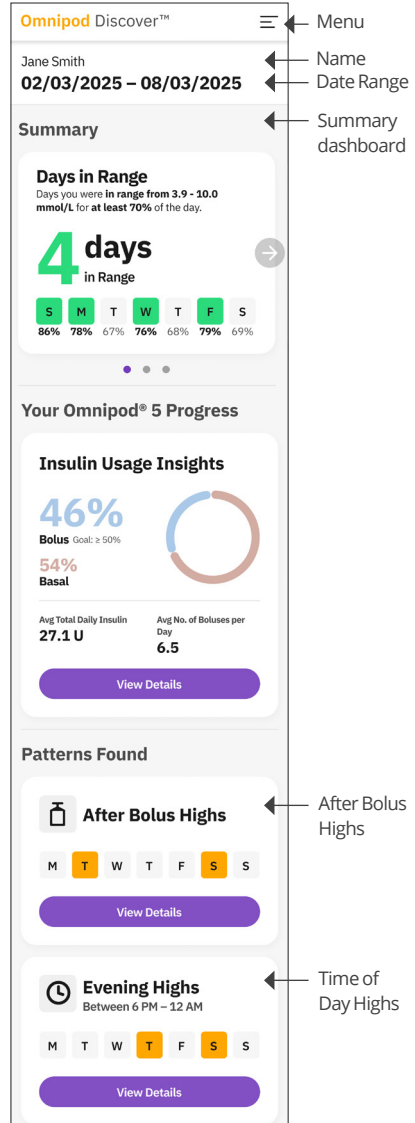 Omnipod Discover™
Menu
Jane Smith
Name
02/03/2025 – 08/03/2025
Date Range
Summary
Summary
dashboard
Days in Range
Days you were in range from 3.9 - 10.0
mmol/L for at least 70% of the day.
4 days
in Range
S M T W T F S
86% 78% 67% 76% 68% 79% 69%
Your Omnipod® 5 Progress
Insulin Usage Insights
46%
Bolus Goal: ≥ 50%
54%
Basal
Avg Total Daily Insulin
27.1 U
Avg No. of Boluses per
Day
6.5
View Details
Patterns Found
After Bolus Highs
After Bolus
Highs
M T W T F S S
View Details
Evening Highs
Between 6 PM – 12 AM
Time of
Day Highs
M T W T F S S
View Details